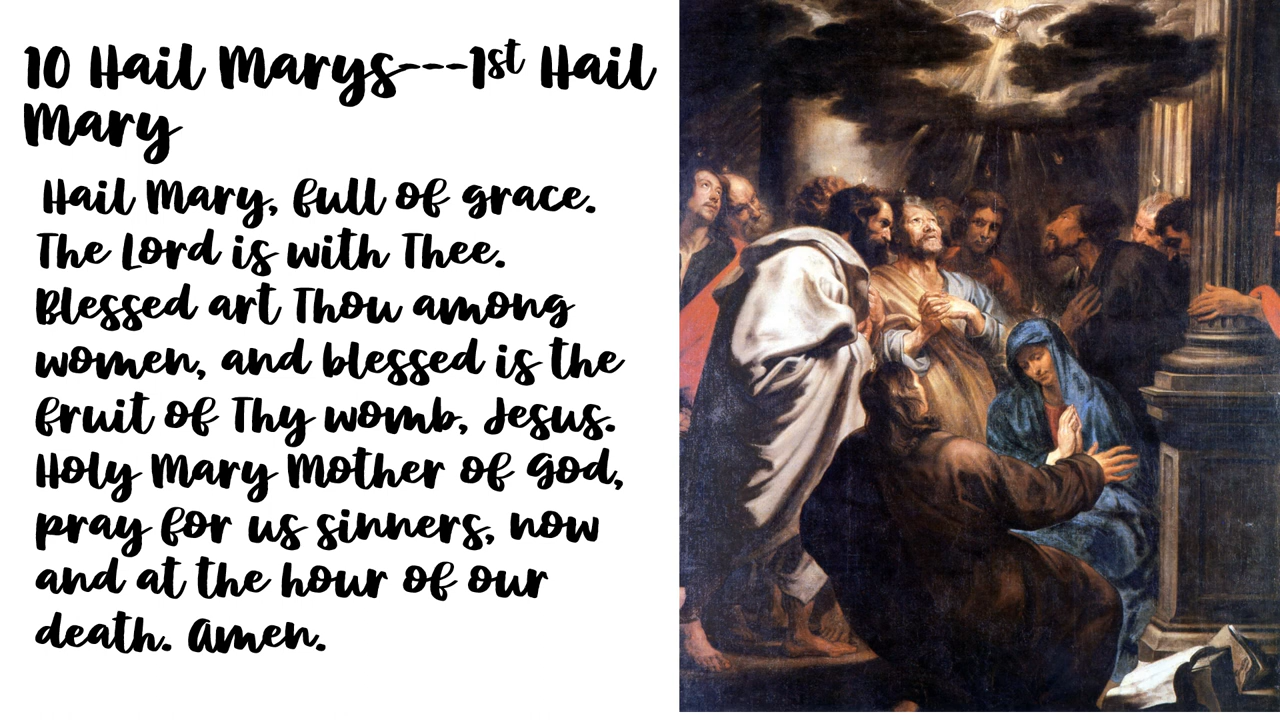 10 Hail Marys---1st Hail
Mary
Hail Mary, full of grace.
The Lord is with Thee.
Blessed art Thou among
women, and blessed is the
fruit of Thy womb, Jesus.
Holy Mary Mother of God,
pray for us sinners, now
and at the hour of our
death. Amen.